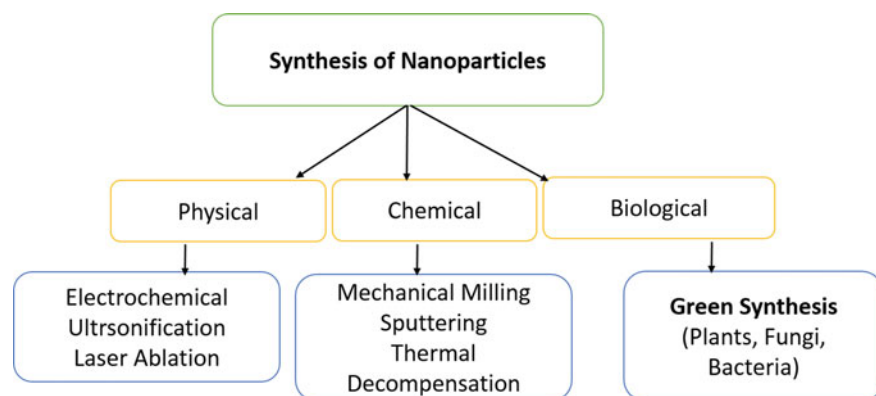 Synthesis of Nanoparticles
Physical
Chemical
Biological
Electrochemical
Ultrsonification
Laser Ablation
Mechanical Milling
Sputtering
Thermal
Decompensation
Green Synthesis
(Plants, Fungi,
Bacteria)